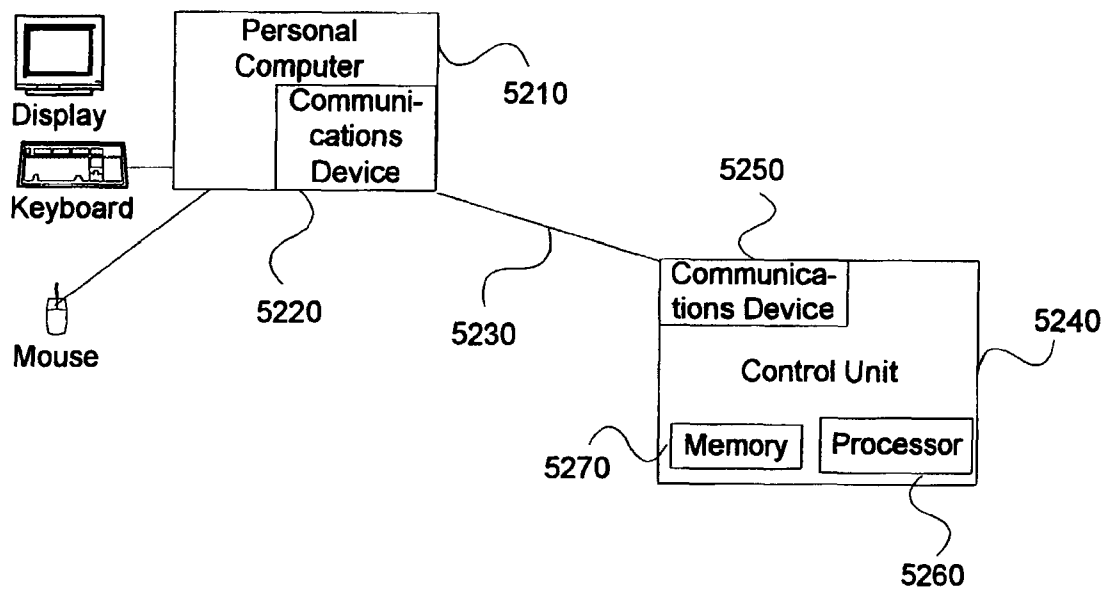 Personal
Computer
5210
Communi-
cations
Device
Display
Keyboard
5250
Communica-
tions Device
5220
5230
5240
Mouse
Control Unit
Memory
Processor
5270
5260